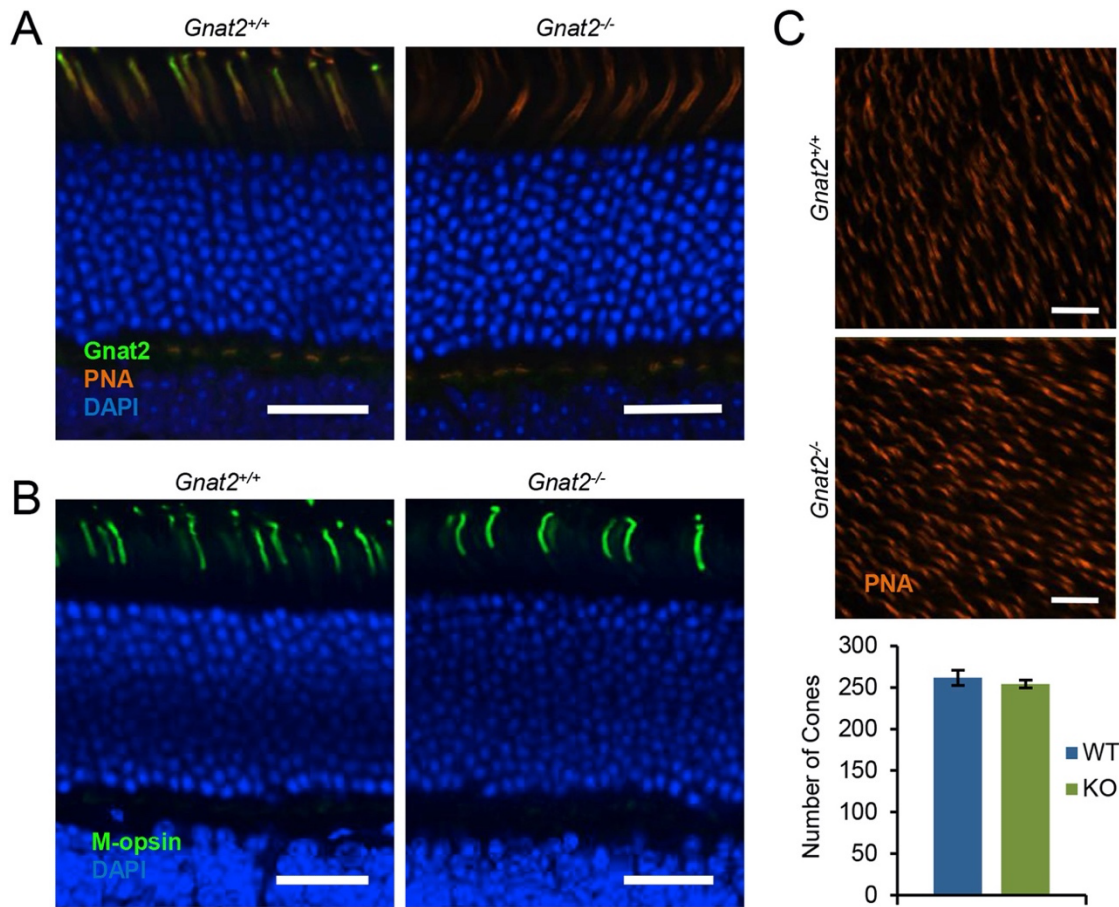 A
Gnat2+/+
Gnat2-/-
Gnat2
PNA
DAPI
B
Gnat2+/+
Gnat2-/-
M-opsin
DAPI
C
Gnat2+/+
Gnat2-/-
PNA
300
250
200
150
100
50
0
Number of Cones
WT
KO